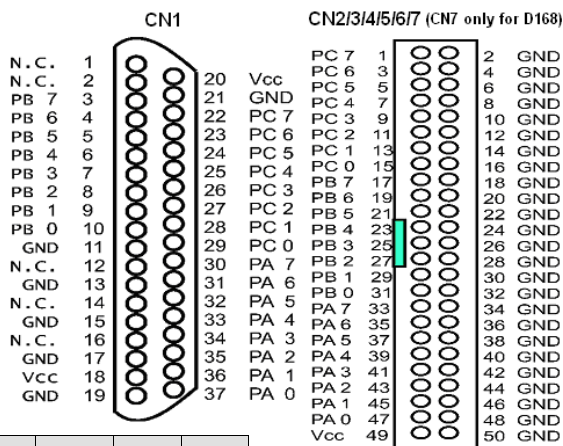 CN1
N.C. 1
N.C. 2
PB 7 3
PB 6 4
PB 5 5
PB 4 6
PB 3 7
PB 2 8
PB 1 9
PB 0 10
GND 11
N.C. 12
GND 13
N.C. 14
GND 15
N.C. 16
GND 17
Vcc 18
GND 19
20 Vcc
21 GND
22 PC 7
23 PC 6
24 PC 5
25 PC 4
26 PC 3
27 PC 2
28 PC 1
29 PC 0
30 PA 7
31 PA 6
32 PA 5
33 PA 4
34 PA 3
35 PA 2
36 PA 1
37 PA 0
CN2/3/4/5/6/7 (CN7 only for D168)
PC 7 1 2 GND
PC 6 3 4 GND
PC 5 5 6 GND
PC 4 7 8 GND
PC 3 9 10 GND
PC 2 11 12 GND
PC 1 13 14 GND
PC 0 15 16 GND
PB 7 17 18 GND
PB 6 19 20 GND
PB 5 21 22 GND
PB 4 23 24 GND
PB 3 25 26 GND
PB 2 27 28 GND
PB 1 29 30 GND
PB 0 31 32 GND
PA 7 33 34 GND
PA 6 35 36 GND
PA 5 37 38 GND
PA 4 39 40 GND
PA 3 41 42 GND
PA 2 43 44 GND
PA 1 45 46 GND
PA 0 47 48 GND
Vcc 49 50 GND